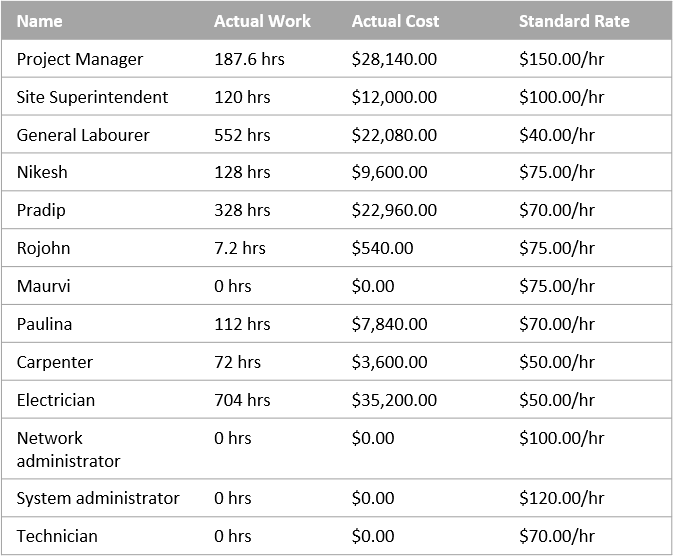 Name Actual Work Actual Cost Standard Rate
Project Manager 187.6 hrs $28,140.00 $150.00/hr
Site Superintendent 120 hrs $12,000.00 $100.00/hr
General Labourer 552 hrs $22,080.00 $40.00/hr
Nikesh 128 hrs $9,600.00 $75.00/hr
Pradip 328 hrs $22,960.00 $70.00/hr
Rojohn 7.2 hrs $540.00 $75.00/hr
Maurvi 0 hrs $0.00 $75.00/hr
Paulina 112 hrs $7,840.00 $70.00/hr
Carpenter 72 hrs $3,600.00 $50.00/hr
Electrician 704 hrs $35,200.00 $50.00/hr
Network 0 hrs $0.00 $100.00/hr
administrator
System administrator 0 hrs $0.00 $120.00/hr
Technician 0 hrs $0.00 $70.00/hr